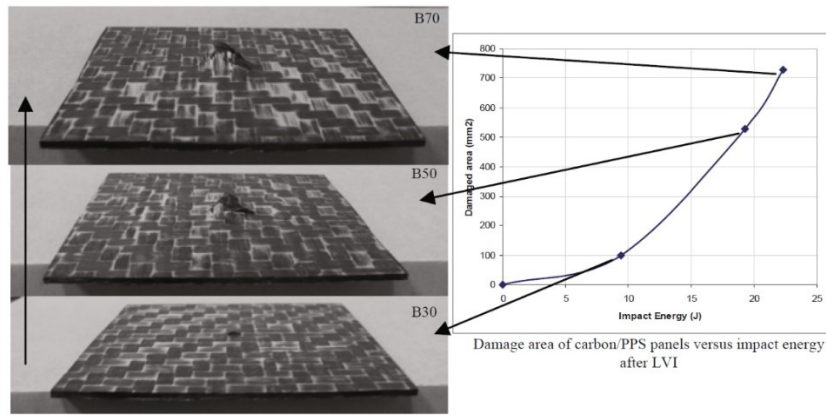 B70
B50
B30
Damaged area (mm2)
800
700
600
500
400
300
200
100
0
0
5
10
15
20
25
Impact Energy (J)
Damage area of carbon/PPS panels versus impact energy
after LVI